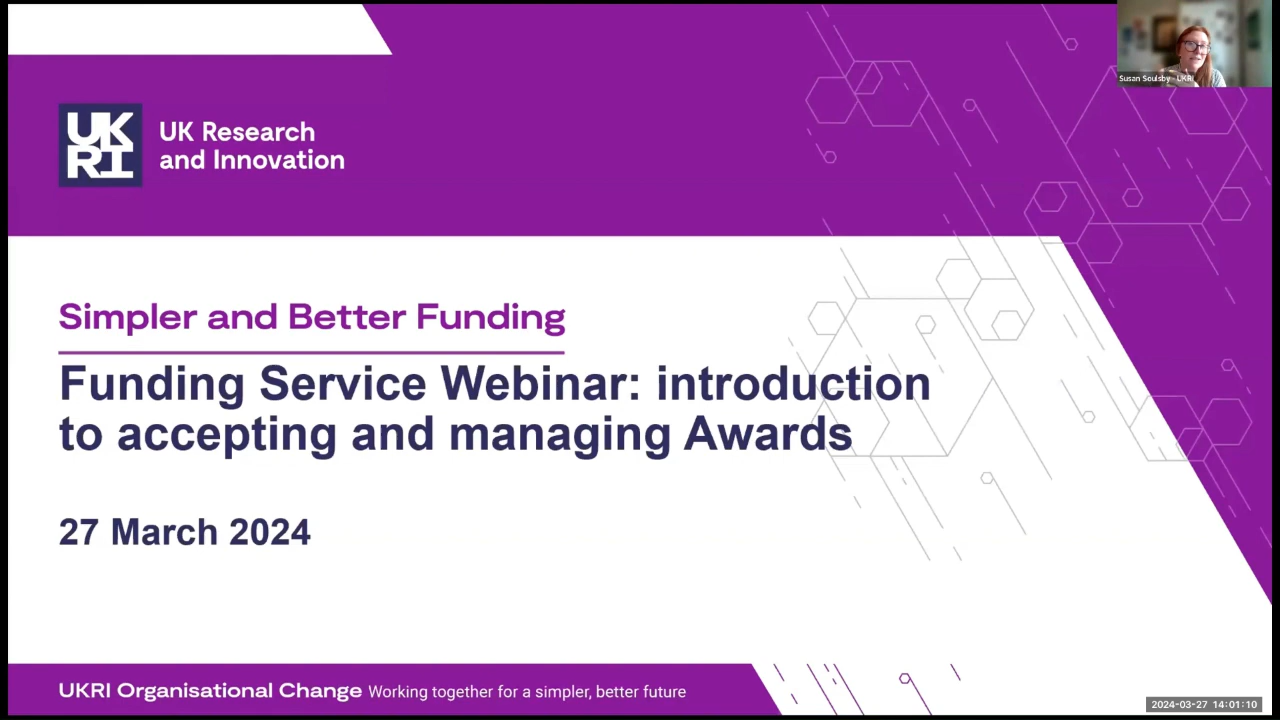 Susan Soulsby - UKRI
UK
RI
UK Research
and Innovation
Simpler and Better Funding
Funding Service Webinar: introduction
to accepting and managing Awards
27 March 2024
UKRI Organisational Change Working together for a simpler, better future
2024-03-27 14:01:10